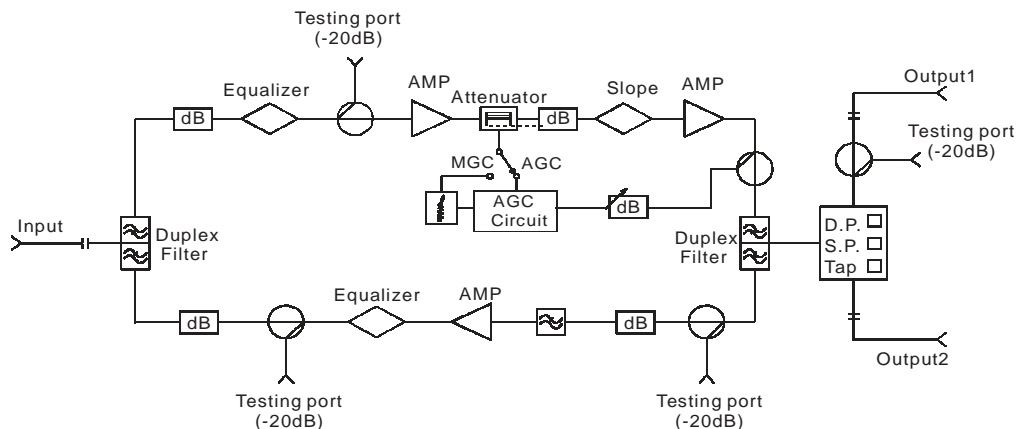 Testing port
(-20dB)
Equalizer
AMP
Attenuator
Slope
AMP
Output1
dB
dB
Testing port
(-20dB)
MGC
AGC
AGC
Circuit
dB
Input
Duplex
Filter
Duplex
Filter
D.P.
S.P.
Tap
Equalizer
AMP
dB
dB
Output2
Testing port
(-20dB)
Testing port
(-20dB)